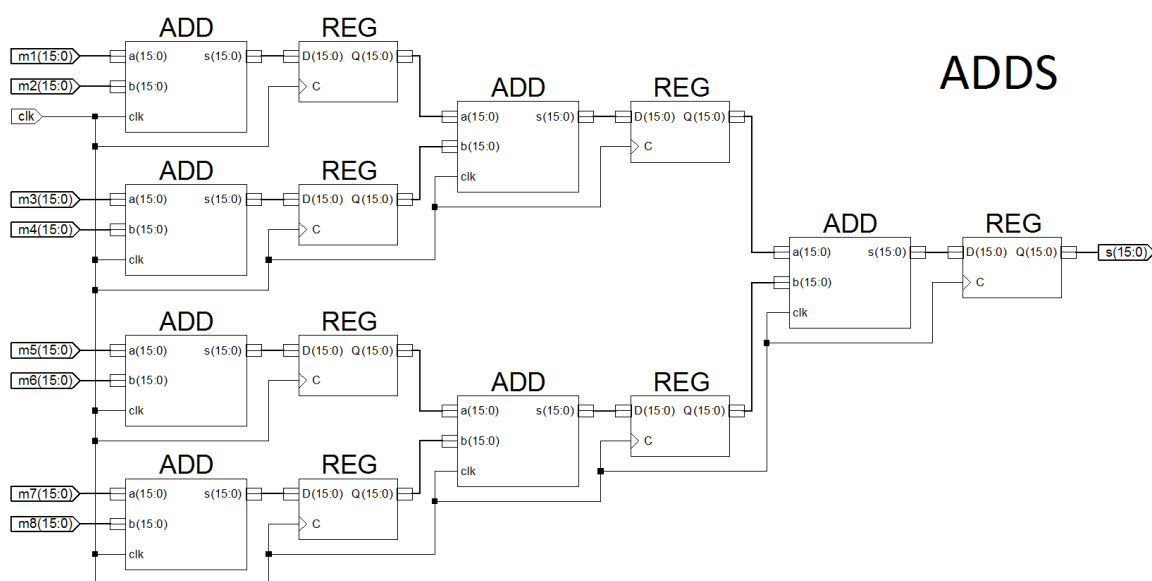 ADD REG
m1(15:0) a(15:0) s(15:0) D(15:0) Q(15:0) ADDS
m2(15:0) b(15:0) C ADD REG
clk clk a(15:0) s(15:0) D(15:0) Q(15:0)
ADD REG b(15:0) C
clk
m3(15:0) a(15:0) s(15:0) D(15:0) Q(15:0)
m4(15:0) b(15:0) C ADD REG
clk a(15:0) s(15:0) D(15:0) Q(15:0) s(15:0)
b(15:0) C
ADD REG clk
m5(15:0) a(15:0) s(15:0) D(15:0) Q(15:0)
m6(15:0) b(15:0) C ADD REG
clk a(15:0) s(15:0) D(15:0) Q(15:0)
b(15:0) C
ADD REG clk
m7(15:0) a(15:0) s(15:0) D(15:0) Q(15:0)
m8(15:0) b(15:0) C
clk